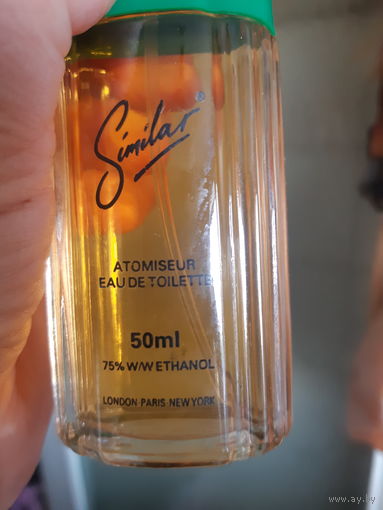 Similar®
ATOMISEUR
EAU DE TOILETTE
50ml
75% W/W ETHANOL
LONDON PARIS NEW YORK
www.ay.by